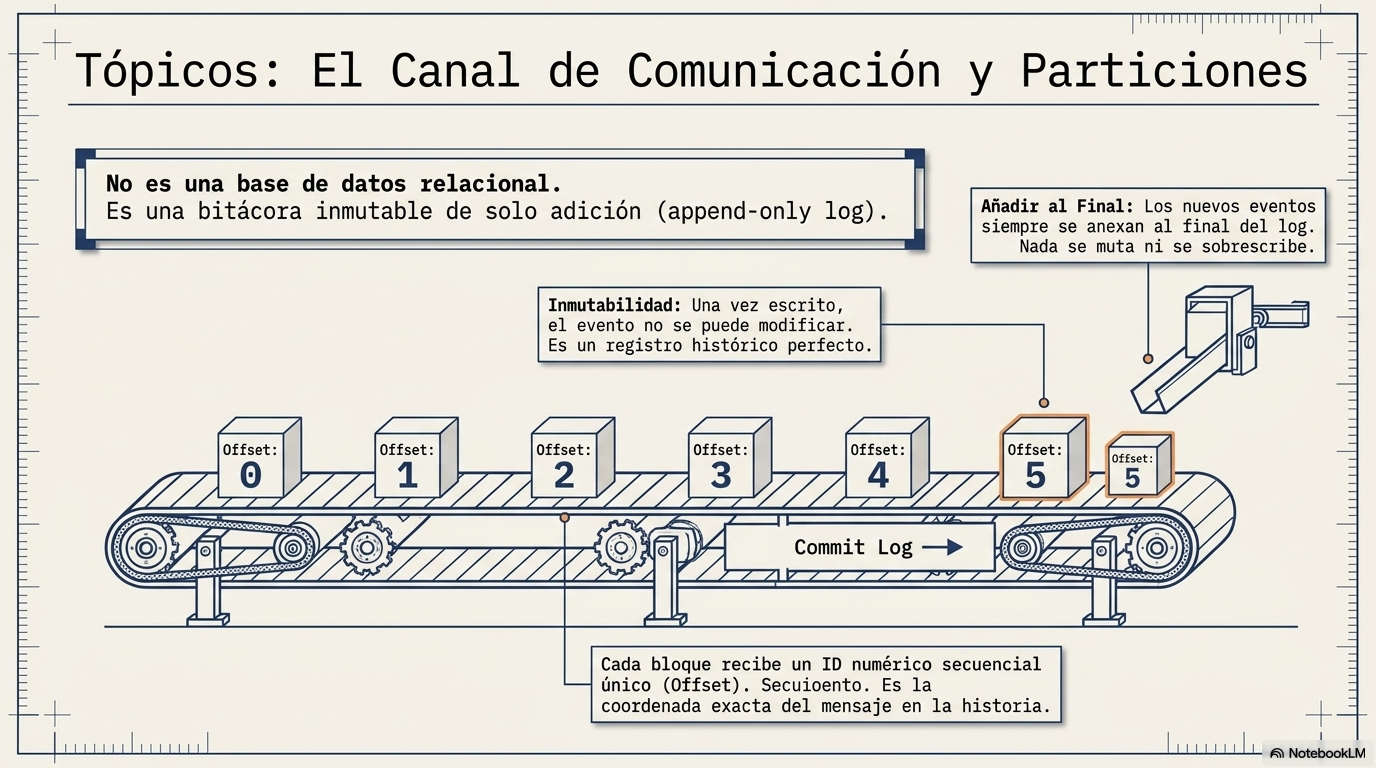 Tópicos: El Canal de Comunicación y Particiones
No es una base de datos relacional.
Es una bitácora inmutable de solo adición (append-only log).
Añadir al Final: Los nuevos eventos
siempre se anexan al final del log.
Nada se muta ni se sobrescribe.
Inmutabilidad: Una vez escrito,
el evento no se puede modificar.
Es un registro histórico perfecto.
Offset:
0
Offset:
1
Offset:
2
Offset:
3
Offset:
4
Offset:
5
Offset:
5
Commit Log
Cada bloque recibe un ID numérico secuencial
único (Offset). Secuioento. Es la
coordenada exacta del mensaje en la historia.
NotebookLM